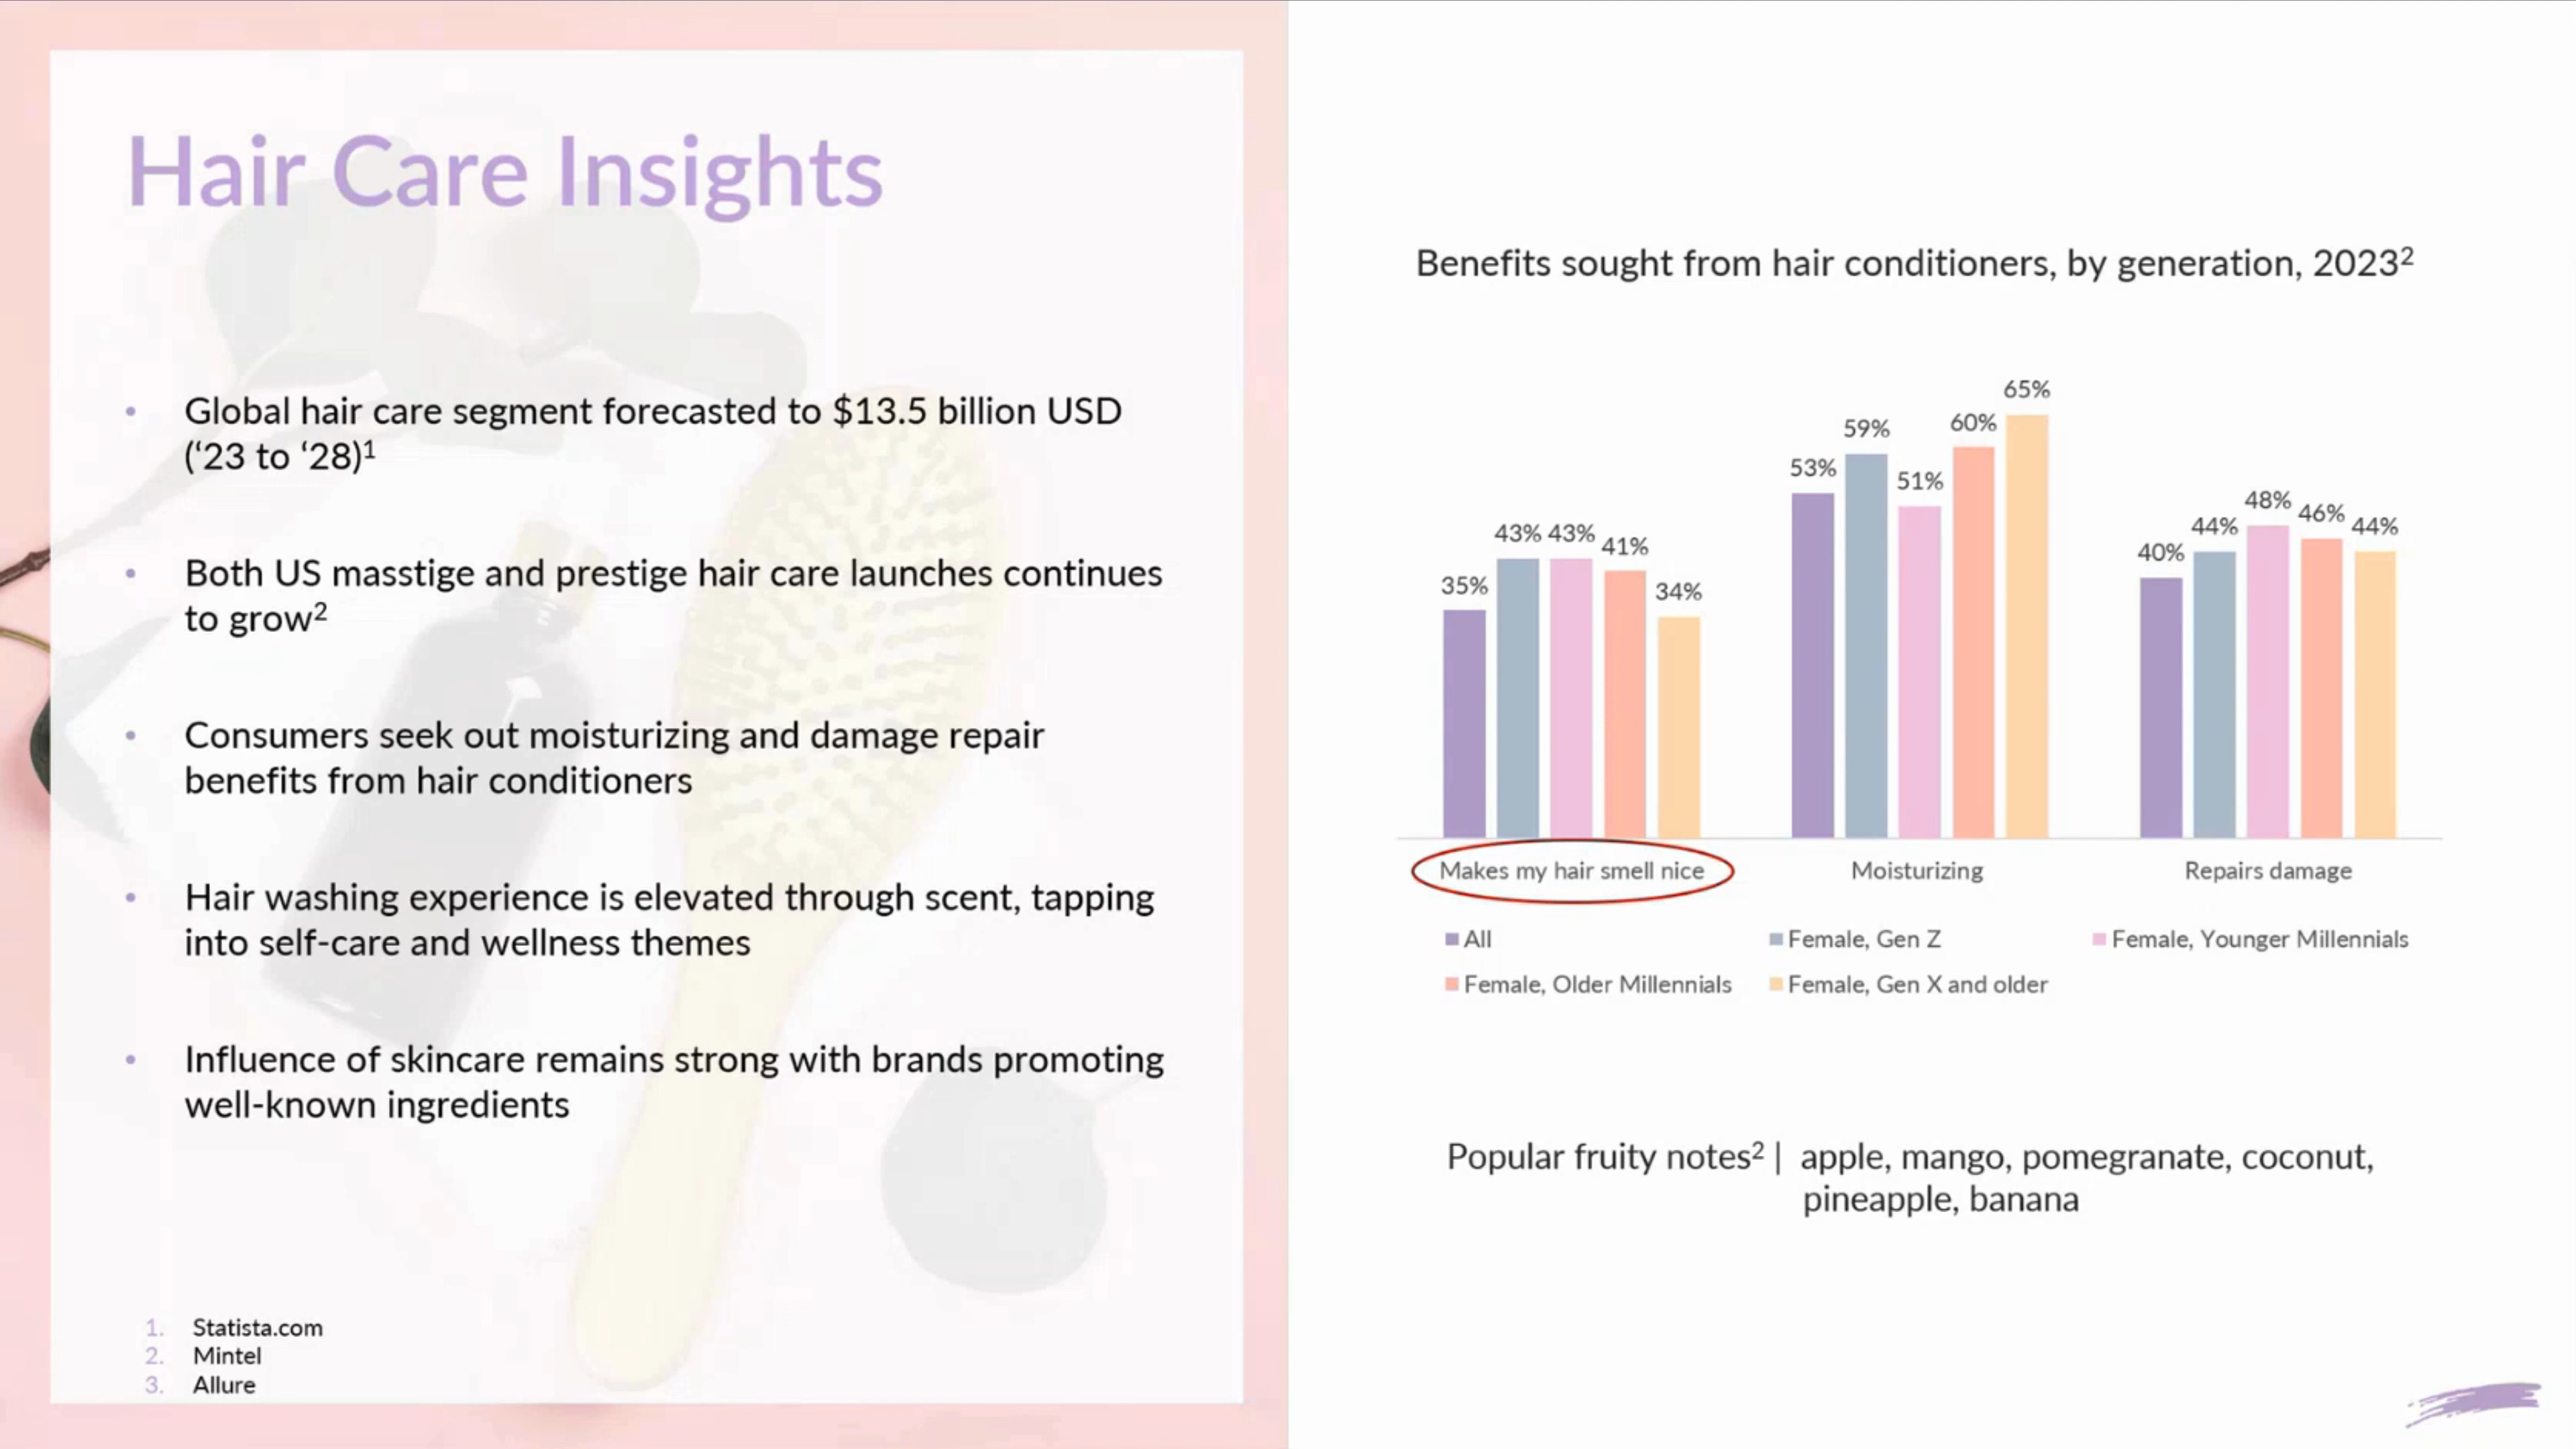 Hair Care Insights
• Global hair care segment forecasted to $13.5 billion USD
(‘23 to ‘28)¹
• Both US masstige and prestige hair care launches continues
to grow²
• Consumers seek out moisturizing and damage repair
benefits from hair conditioners
• Hair washing experience is elevated through scent, tapping
into self-care and wellness themes
• Influence of skincare remains strong with brands promoting
well-known ingredients
1. Statista.com
2. Mintel
3. Allure
Benefits sought from hair conditioners, by generation, 2023²
35% 43% 43% 41% 34%
53% 59% 51% 60% 65%
40% 44% 48% 46% 44%
Makes my hair smell nice Moisturizing Repairs damage
All Female, Gen Z Female, Younger Millennials
Female, Older Millennials Female, Gen X and older
Popular fruity notes² | apple, mango, pomegranate, coconut,
pineapple, banana